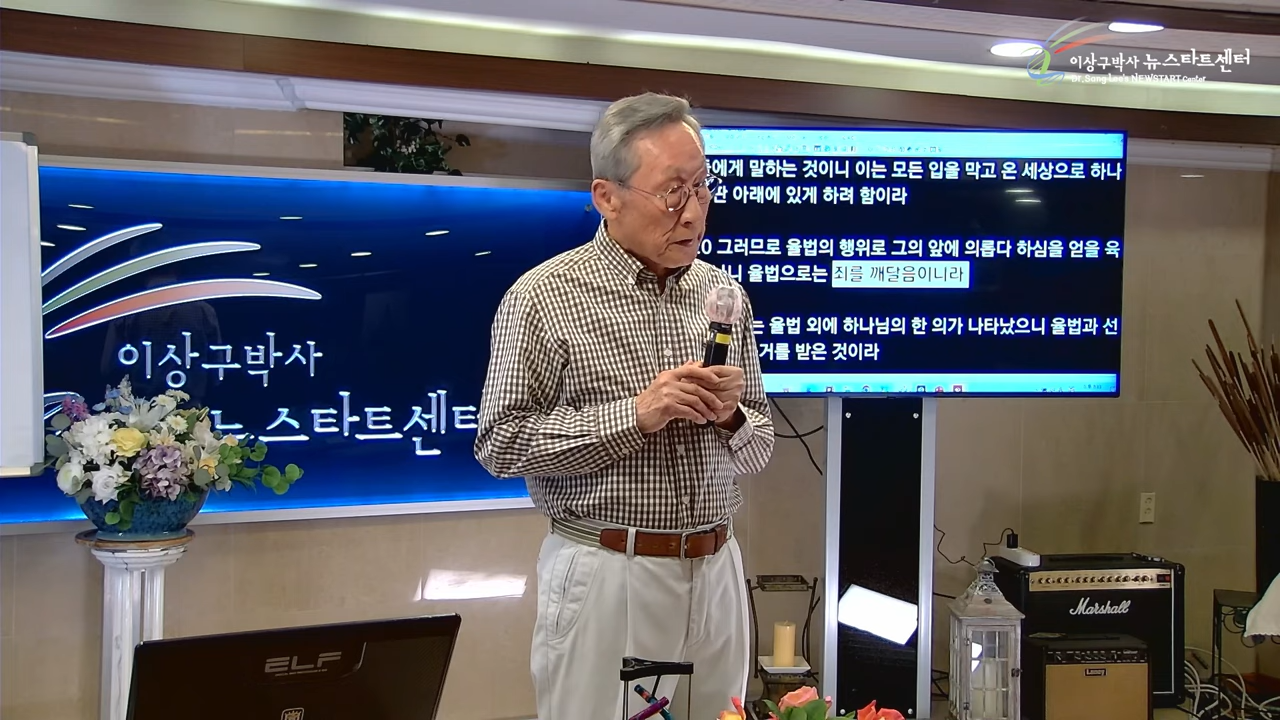 이상구박사 뉴스타트센터
Dr.Sang Lee's NEWSTART Center
에게 말하는 것이니 이는 모든 입을 막고 온 세상으로 하나
아래에 있게 하려 함이라
그러므로 율법의 행위로 그의 앞에 의롭다 하심을 얻을 육
니 율법으로는 죄를 깨달음이니라
는 율법 외에 하나님의 한 의가 나타났으니 율법과 선
거를 받은 것이라
이상구박사
뉴스타트센터
ELF
Marshall
Laney